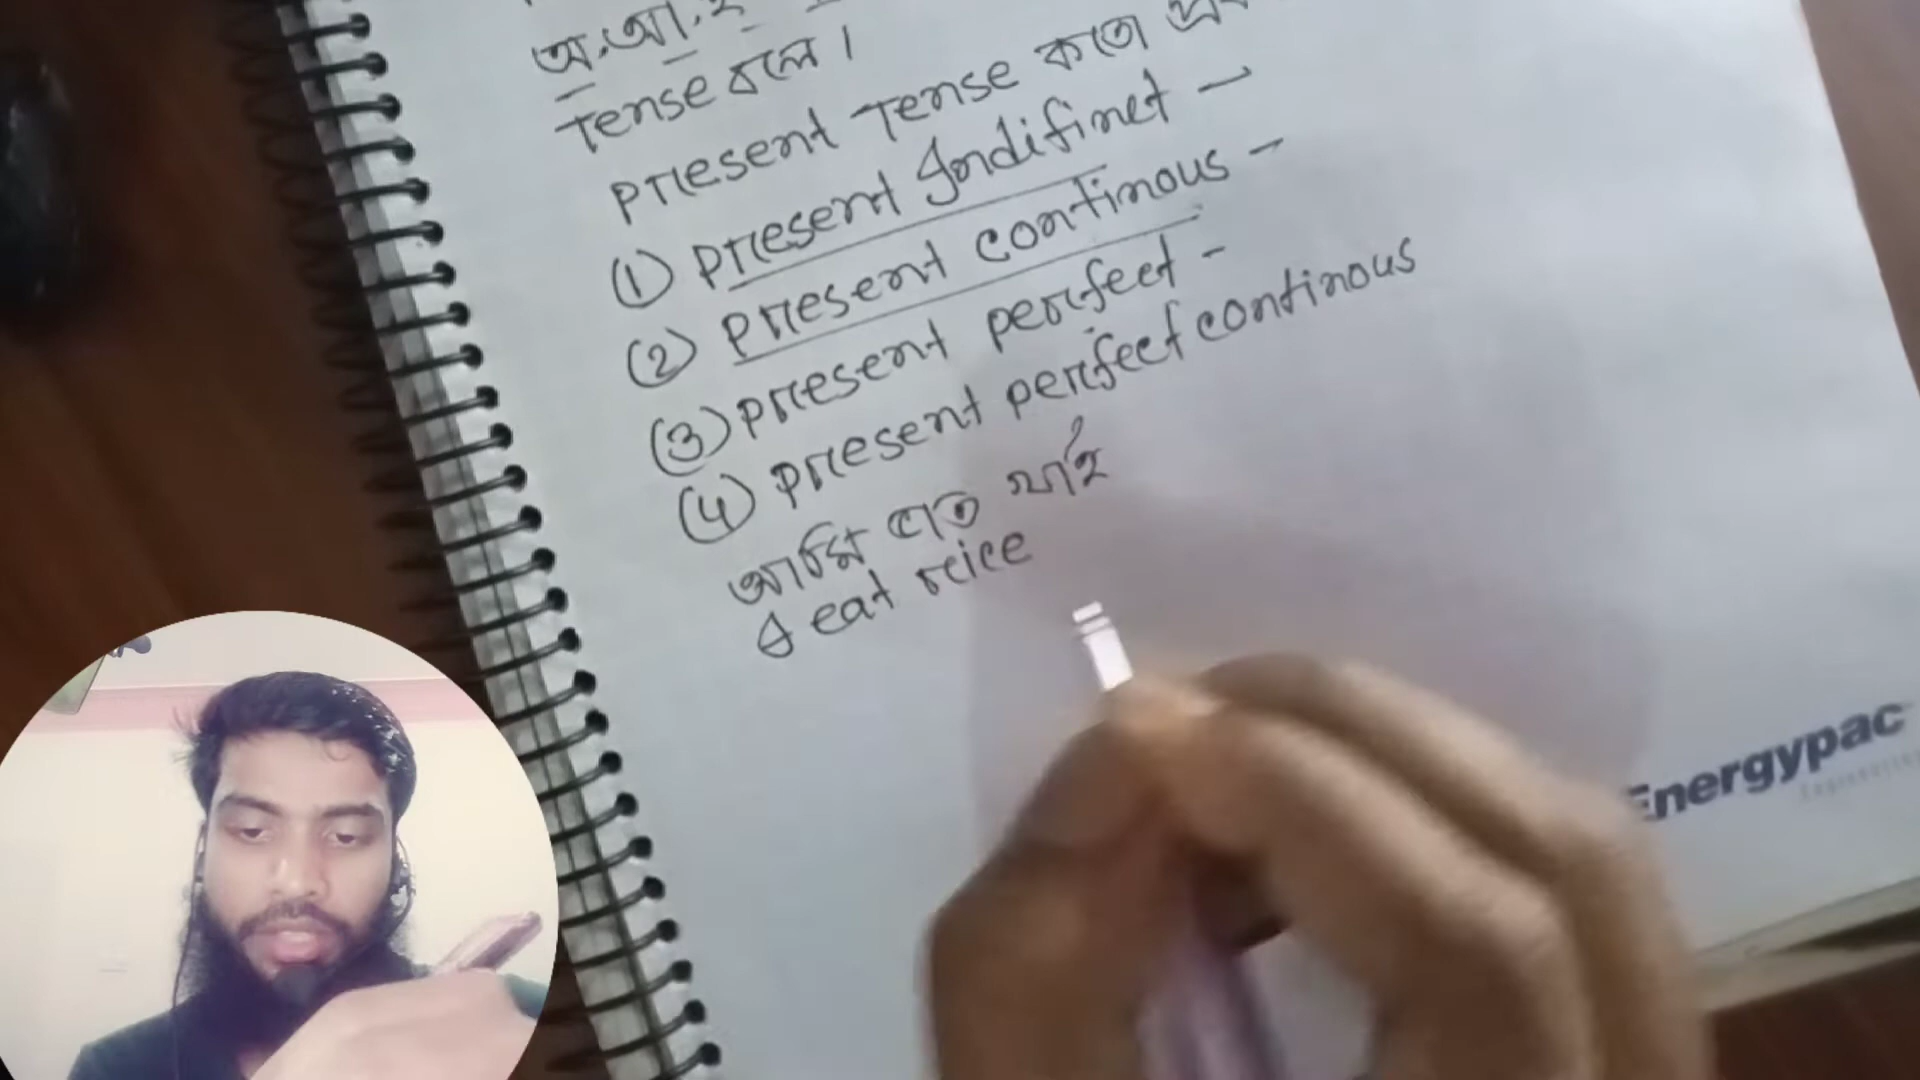 অ.আ.ই
Tense বলে।
Present Tense কতো প্র
(1) Present Indifinet -
(2) Present continous -
(3) Present perfect -
(4) Present perfect continous
আমি ভাত খাই
I eat rice
Energypac